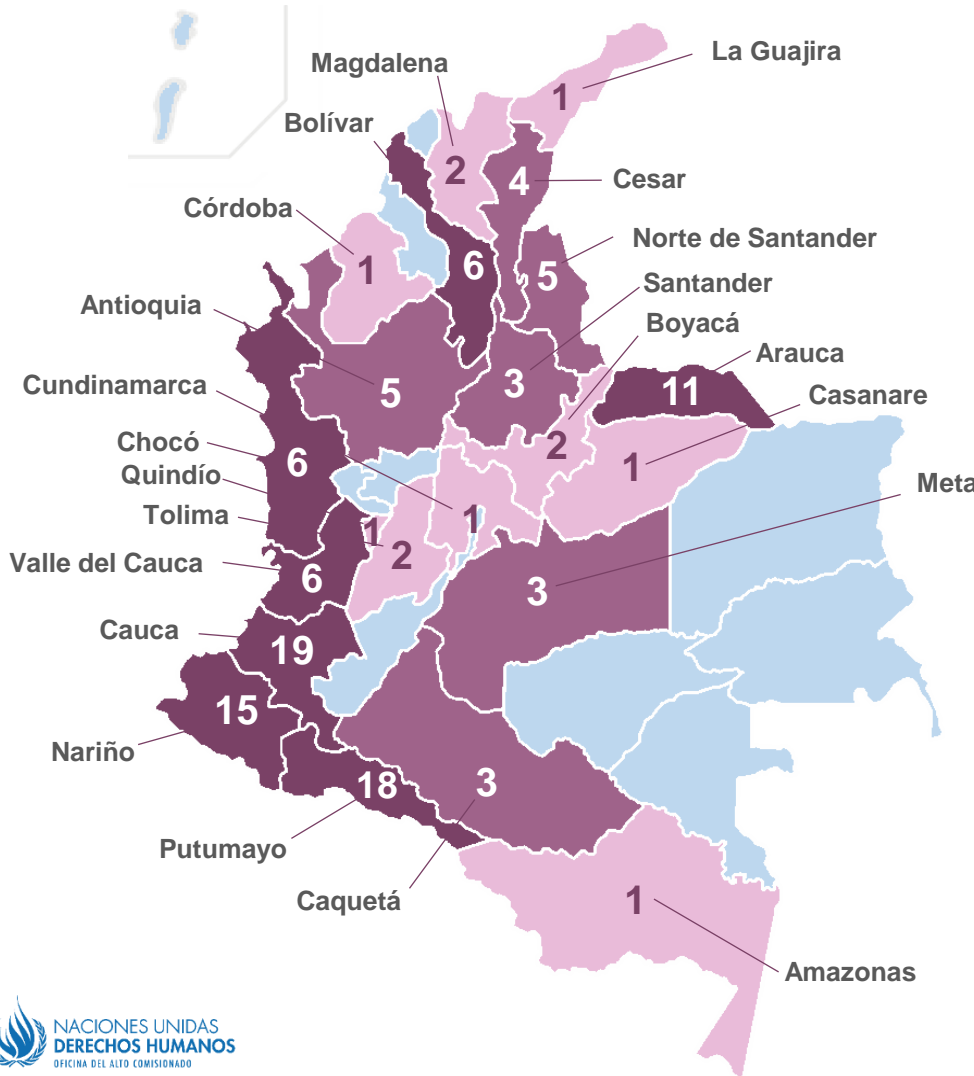 La Guajira
Magdalena
1
Bolívar
2
4
Cesar
Córdoba
Norte de Santander
1
6
5
Santander
Antioquia
Boyacá
Arauca
Cundinamarca
5
3
11
Casanare
Chocó
2
6
1
Quindío
Meta
Tolima
1
1
2
Valle del Cauca
6
3
Cauca
19
15
Nariño
18
3
Putumayo
Caquetá
1
Amazonas
NACIONES UNIDAS
DERECHOS HUMANOS
OFICINA DEL ALTO COMISIONADO